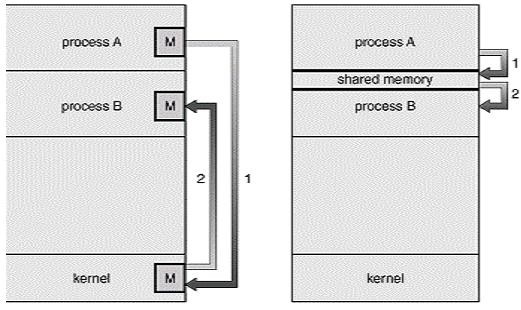 process A
M
process B
M
2
1
kernel
M
process A
1
shared memory
2
process B
kernel